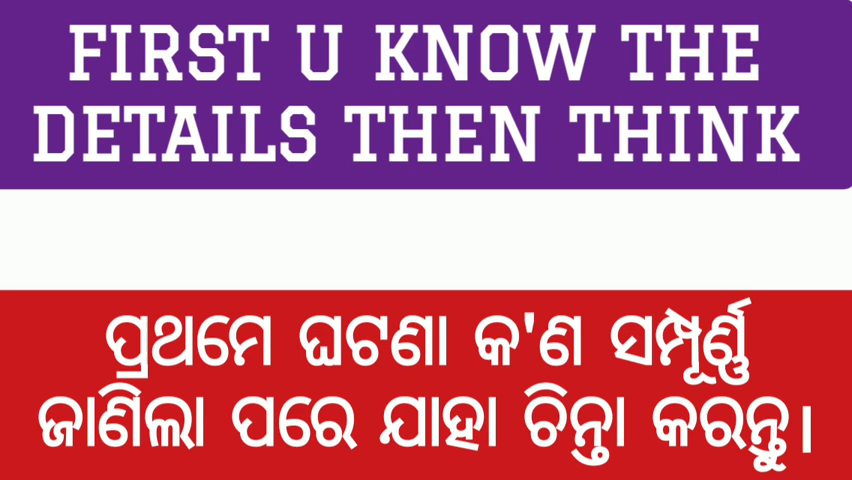 FIRST U KNOW THE
DETAILS THEN THINK
ପ୍ରଥମେ ଘଟଣା କ'ଣ ସମ୍ପୂର୍ଣ୍ଣ
ଜାଣିଲା ପରେ ଯାହା ଚିନ୍ତା କରନ୍ତୁ।